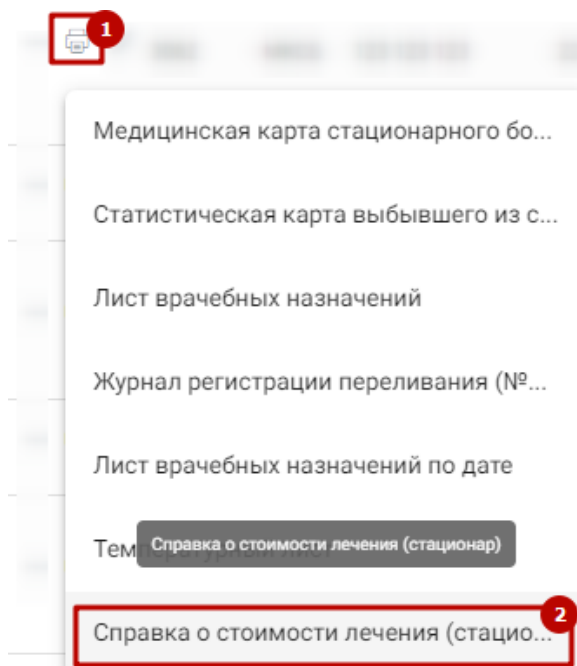 1
Медицинская карта стационарного бо...
Статистическая карта выбывшего из с...
Лист врачебных назначений
Журнал регистрации переливания (№...
Лист врачебных назначений по дате
Справка о стоимости лечения (стационар)
2
Справка о стоимости лечения (стацио...